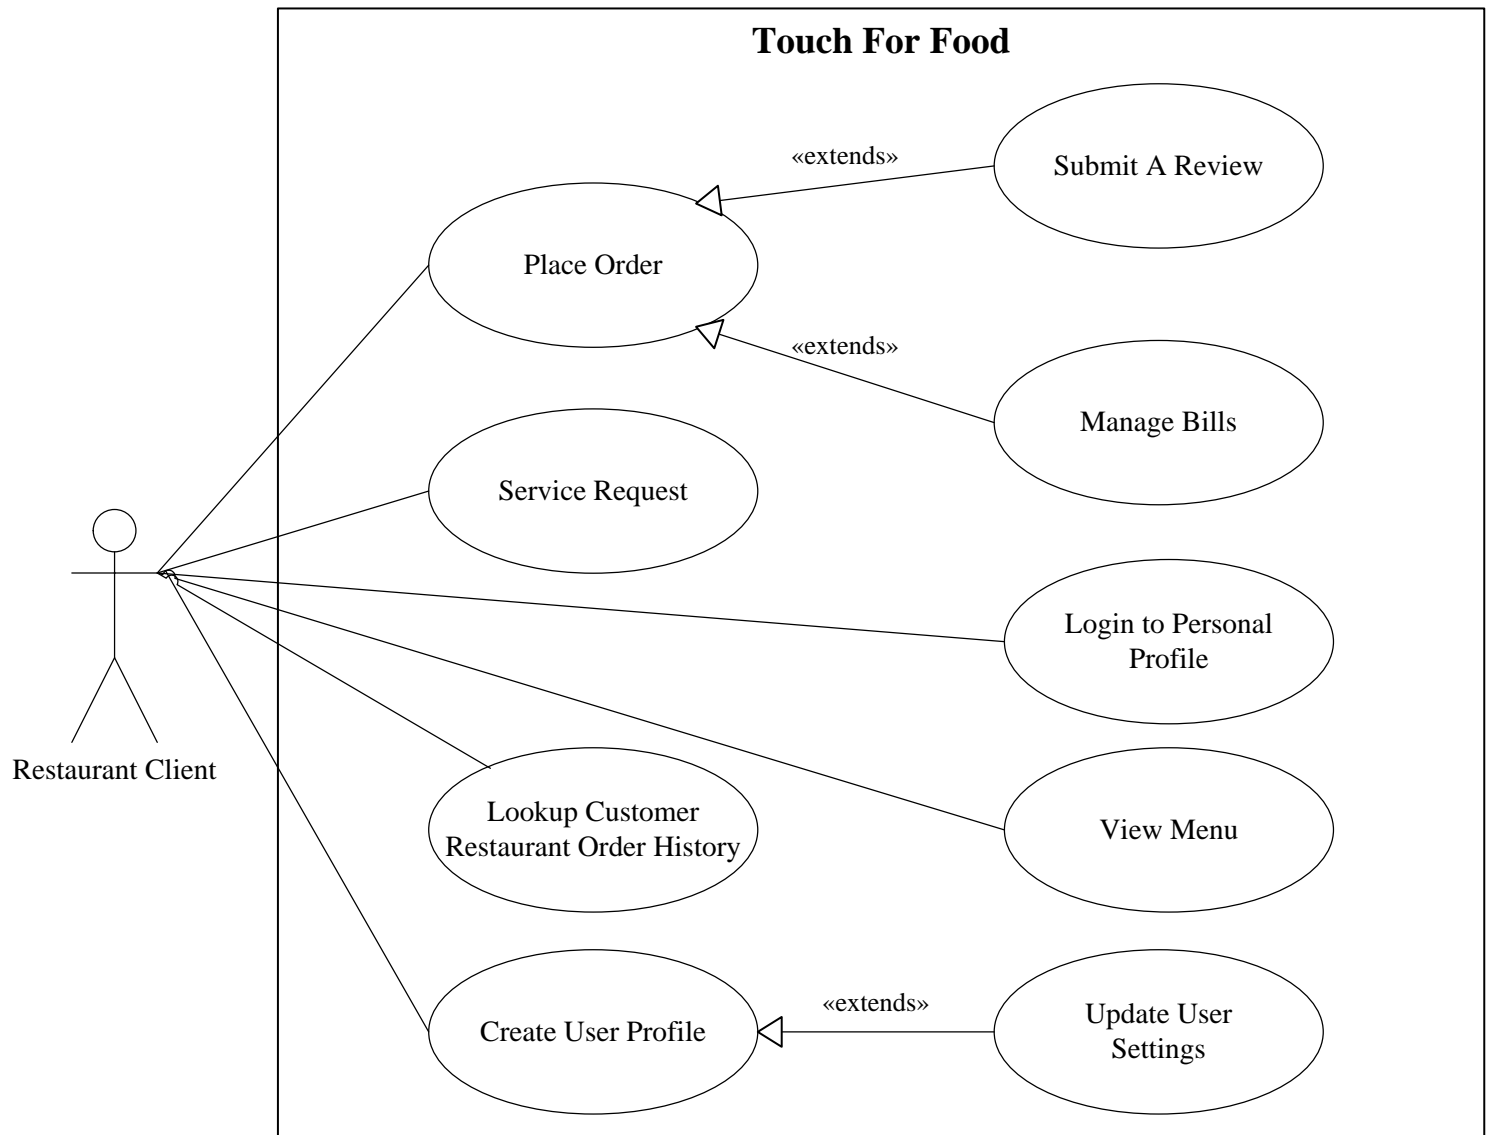 Touch For Food
«extends»
Submit A Review
Place Order
«extends»
Manage Bills
Service Request
Login to Personal
Profile
Restaurant Client
Lookup Customer
Restaurant Order History
View Menu
Create User Profile
«extends»
Update User
Settings